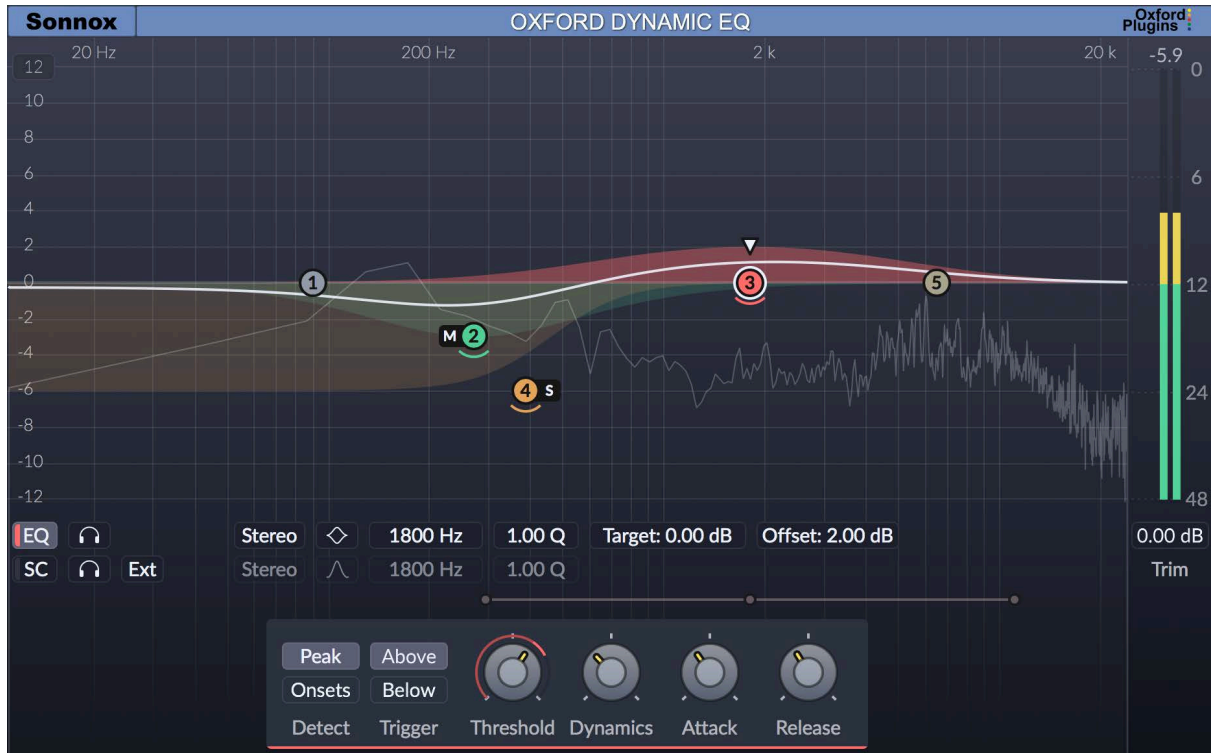 Sonnox OXFORD DYNAMIC EQ Oxford Plugins
20 Hz 200 Hz 2 k 20 k -5.9
12 0
10
8
6 6
4
2
0 1 3 5 12
-2
M 2
-4
-6 4 S 24
-8
-10
-12 48
EQ Stereo 1800 Hz 1.00 Q Target: 0.00 dB Offset: 2.00 dB 0.00 dB
SC Ext Stereo 1800 Hz 1.00 Q Trim
Peak Above
Onsets Below
Detect Trigger Threshold Dynamics Attack Release